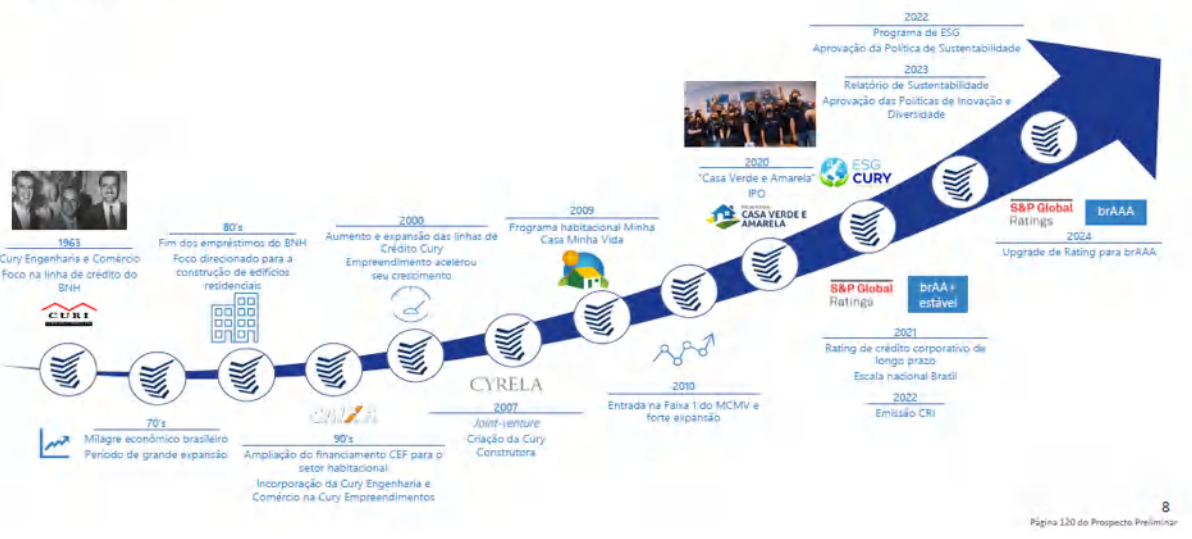 1963
Cury Engenharia e Comércio
Foco na linha de crédito do
BNH
CURI
70's
Milagre econômico brasileiro
Período de grande expansão
80's
Fim dos empréstimos do BNH
Foco direcionado para a
construção de edifícios
residenciais
CAIXA
90's
Ampliação do financiamento CEF para o
setor habitacional
Incorporação da Cury Engenharia e
Comércio na Cury Empreendimentos
2000
Aumento e expansão das linhas de
Crédito Cury
Empreendimento acelerou
seu crescimento
CYRELA
2007
Joint-venture
Criação da Cury
Construtora
2009
Programa habitacional Minha
Casa Minha Vida
2010
Entrada na Faixa 1 do MCMV e
forte expansão
2020
"Casa Verde e Amarela"
IPO
CASA VERDE E
AMARELA
S&P Global
Ratings
brAA+
estável
2021
Rating de crédito corporativo de
longo prazo
Escala nacional Brasil
2022
Emissão CRI
2022
Programa de ESG
Aprovação da Política de Sustentabilidade
2023
Relatório de Sustentabilidade
Aprovação das Políticas de Inovação e
Diversidade
ESG
CURY
S&P Global
Ratings
brAAA
2024
Upgrade de Rating para brAAA
8
Página 120 do Prospecto Preliminar